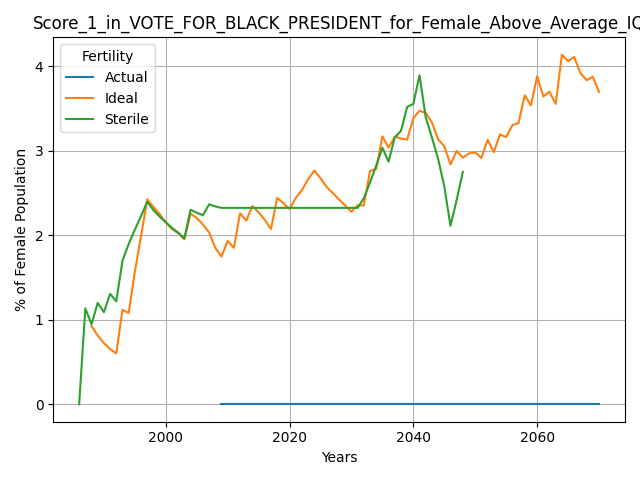 Score_1_in_VOTE_FOR_BLACK_PRESIDENT_for_Female_Above_Average_IQ
Fertility
Actual
Ideal
Sterile
% of Female Population
4
3
2
1
0
2000
2020
2040
2060
Years